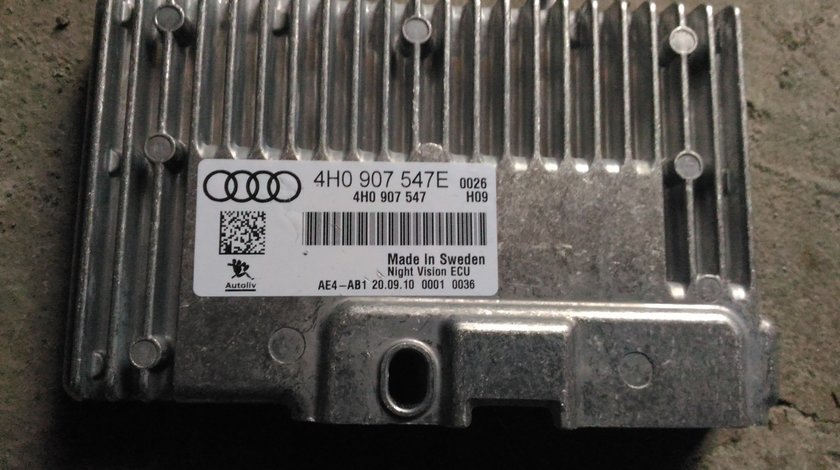 4H0 907 547E 0026
4H0 907 547 H09
Made In Sweden
Night Vision ECU
Autoliv
AE4-AB1 20.09.10 0001 0036